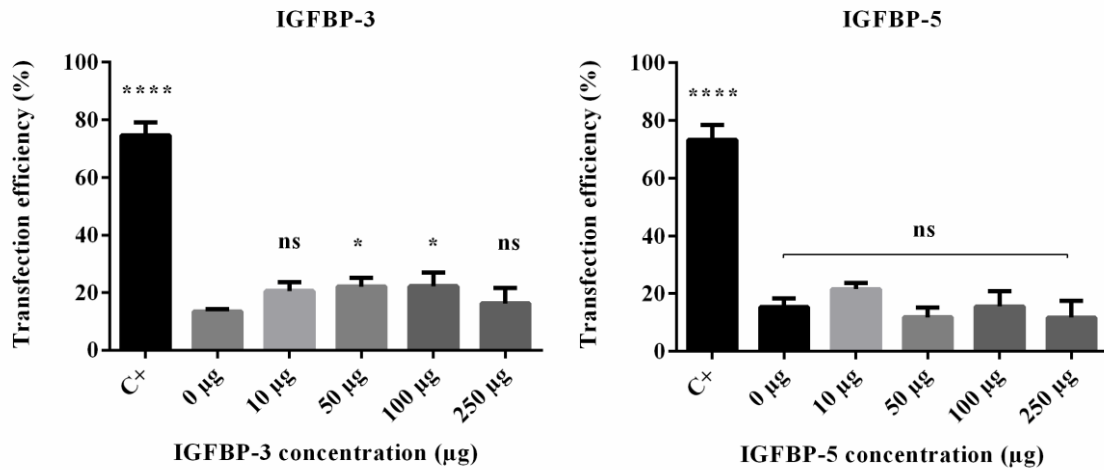 IGFBP-3
Transfection efficiency (%)
100
80
60
40
20
0
****
ns
*
*
ns
C+
0 µg
10 µg
50 µg
100 µg
250 µg
IGFBP-3 concentration (µg)
IGFBP-5
Transfection efficiency (%)
100
80
60
40
20
0
****
ns
C+
0 µg
10 µg
50 µg
100 µg
250 µg
IGFBP-5 concentration (µg)